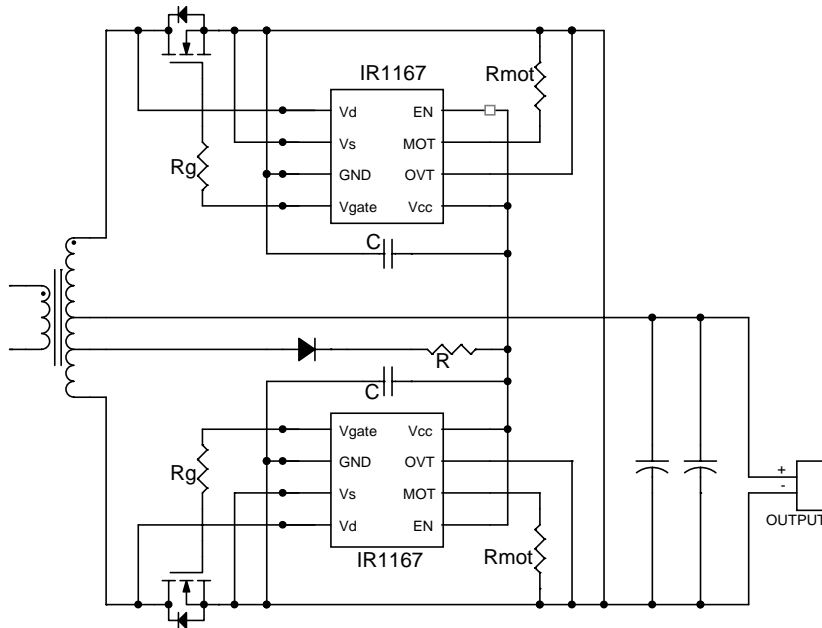 IR1167
Rmot
Vd
EN
Vs
MOT
Rg
GND
OVT
Vgate
Vcc
C
R
C
Vgate
Vcc
Rg
GND
OVT
Vs
MOT
Vd
EN
Rmot
IR1167
+
-
OUTPUT